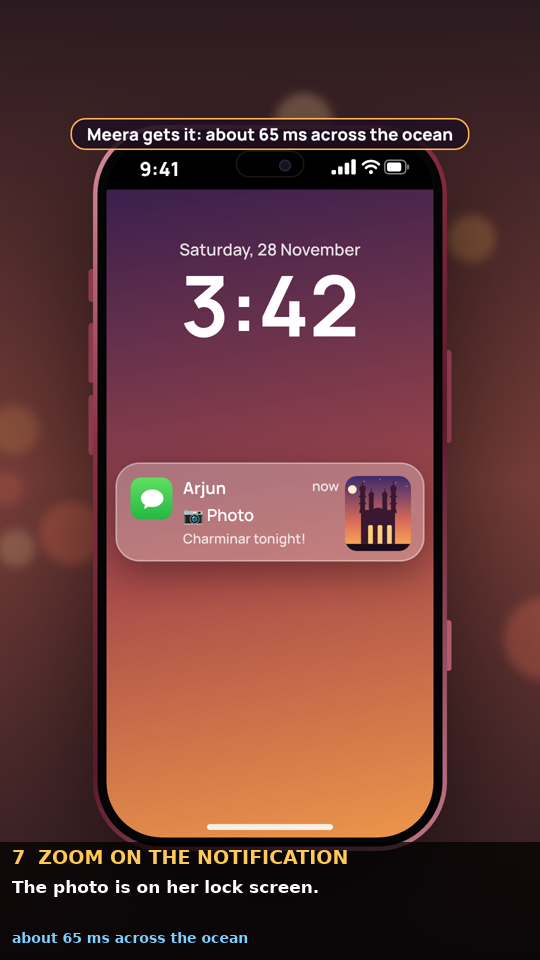 Meera gets it: about 65 ms across the ocean
9:41
Saturday, 28 November
3:42
Arjun
now
📷 Photo
Charminar tonight!
7 ZOOM ON THE NOTIFICATION
The photo is on her lock screen.
about 65 ms across the ocean